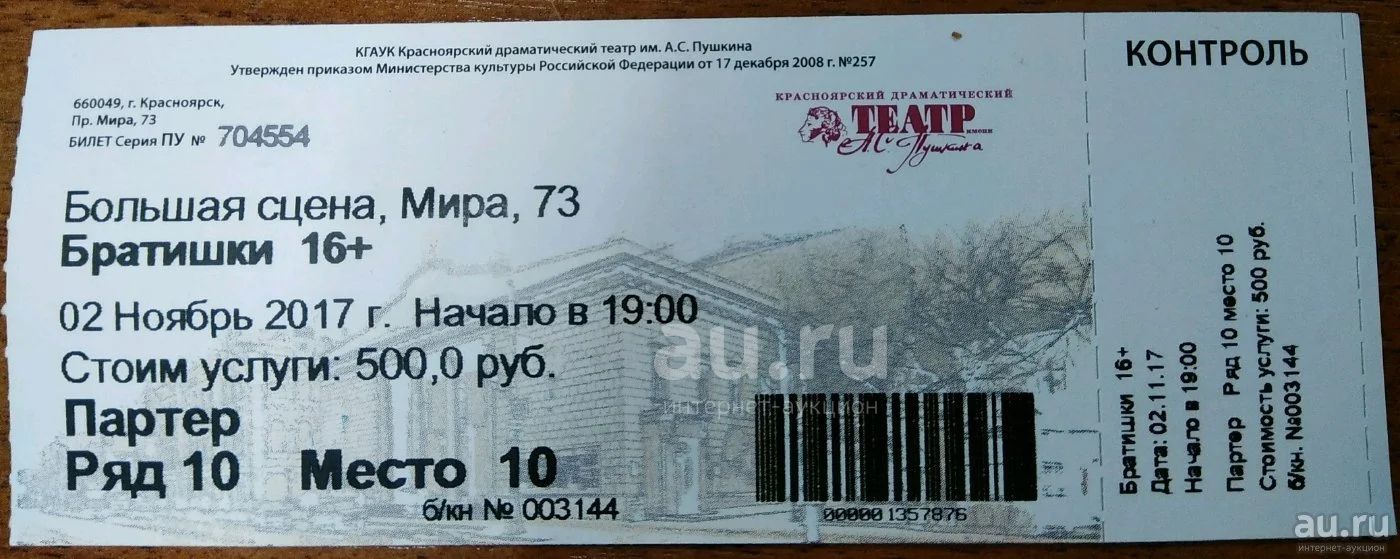 КГАУК Красноярский драматический театр им. А.С. Пушкина
Утвержден приказом Министерства культуры Российской Федерации от 17 декабря 2008 г. №257
660049, г. Красноярск,
Пр. Мира, 73
БИЛЕТ Серия ПУ № 704554
КРАСНОЯРСКИЙ ДРАМАТИЧЕСКИЙ
ТЕАТР имени
А.С. Пушкина
Большая сцена, Мира, 73
Братишки 16+
02 Ноябрь 2017 г. Начало в 19:00
Стоим услуги: 500,0 руб.
Партер
Ряд 10 Место 10
б/кн № 003144
000001357876
au.ru
интернет-аукцион
КОНТРОЛЬ
Братишки 16+
Дата: 02.11.17
Начало в 19:00
Партер Ряд 10 место 10
Стоимость услуги: 500 руб.
б/кн. №003144
au.ru
интернет-аукцион